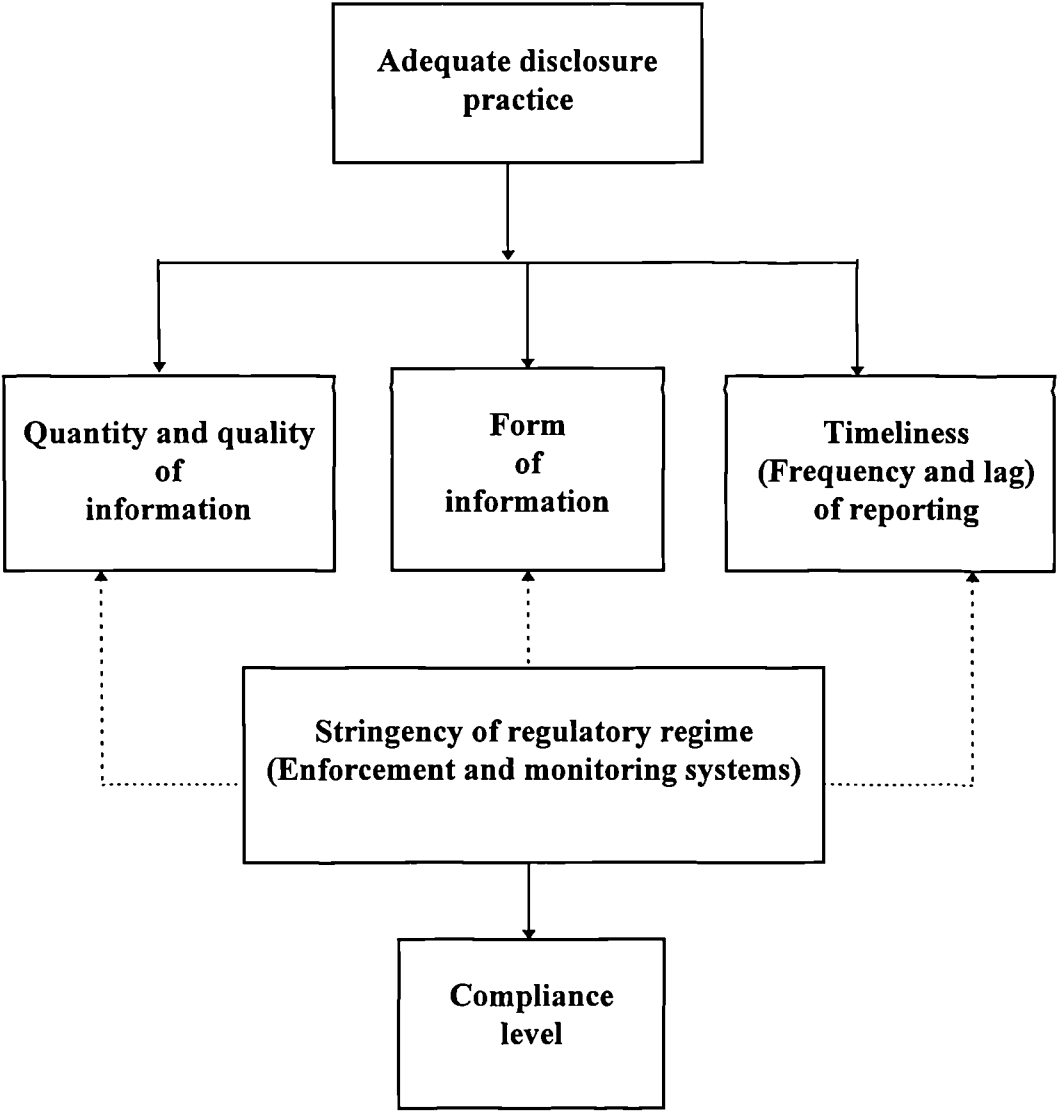 Adequate disclosure
practice
Quantity and quality
of
information
Form
of
information
Timeliness
(Frequency and lag)
of reporting
Stringency of regulatory regime
(Enforcement and monitoring systems)
Compliance
level